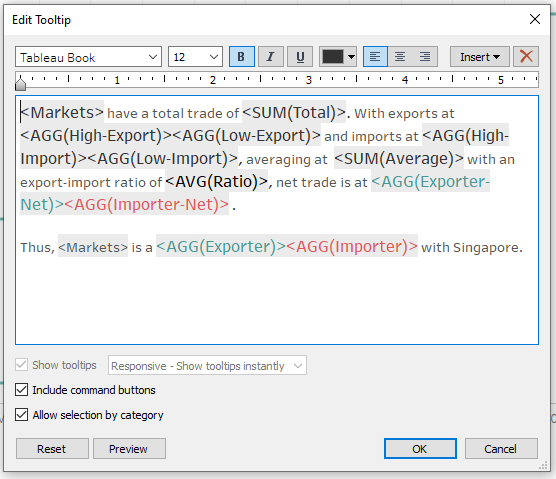 Edit Tooltip
Tableau Book 12 B I U Insert
1 2 3 4 5
<Markets> have a total trade of <SUM(Total)>. With exports at
<AGG(High-Export)><AGG(Low-Export)> and imports at <AGG(High-
Import)><AGG(Low-Import)>, averaging at <SUM(Average)> with an
export-import ratio of <AVG(Ratio)>, net trade is at <AGG(Exporter-
Net)><AGG(Importer-Net)> .
Thus, <Markets> is a <AGG(Exporter)><AGG(Importer)> with Singapore.
Show tooltips Responsive - Show tooltips instantly
Include command buttons
Allow selection by category
Reset Preview OK Cancel